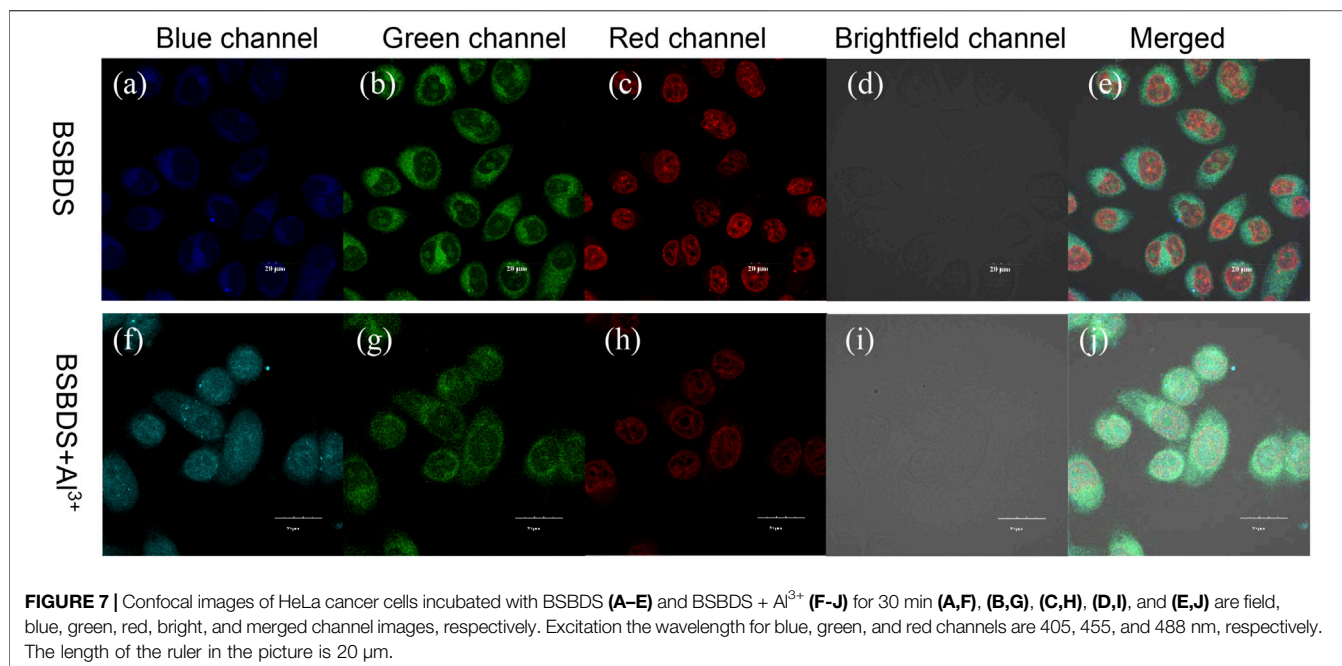 Blue channel Green channel Red channel Brightfield channel Merged
BSBDS
(a) (b) (c) (d) (e)
20 μm 20 μm 20 μm 20 μm 20 μm
BSBDS+Al³⁺
(f) (g) (h) (i) (j)
FIGURE 7 | Confocal images of HeLa cancer cells incubated with BSBDS (A–E) and BSBDS + Al³⁺ (F-J) for 30 min (A,F), (B,G), (C,H), (D,I), and (E,J) are field,
blue, green, red, bright, and merged channel images, respectively. Excitation the wavelength for blue, green, and red channels are 405, 455, and 488 nm, respectively.
The length of the ruler in the picture is 20 μm.